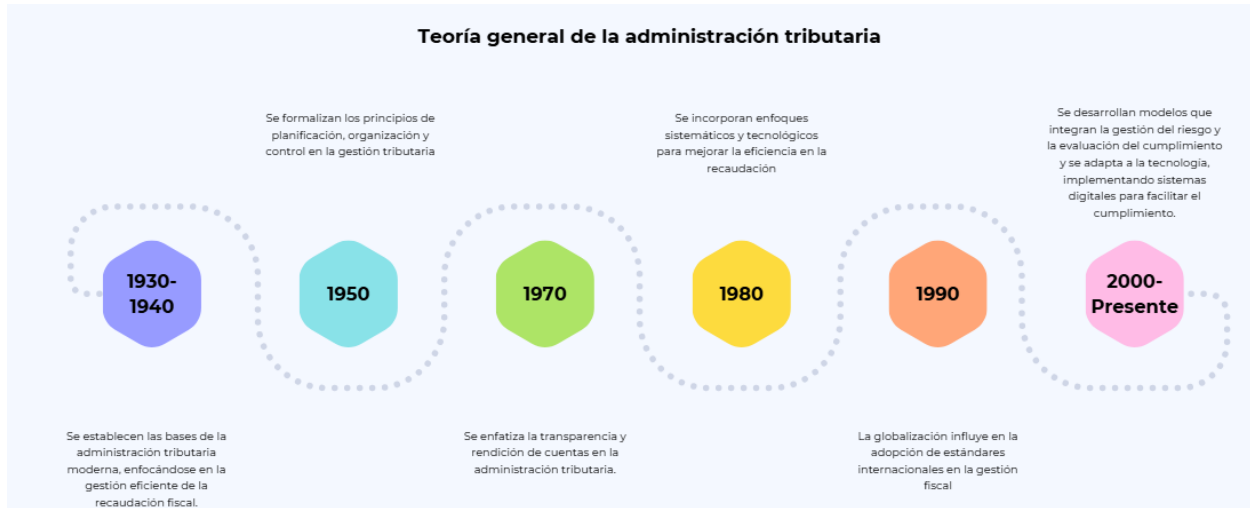 Teoría general de la administración tributaria
Se establecen las bases de la
administración tributaria
moderna, enfocándose en la
gestión eficiente de la
recaudación fiscal.
1930-
1940
Se formalizan los principios de
planificación, organización y
control en la gestión tributaria
1950
Se enfatiza la transparencia y
rendición de cuentas en la
administración tributaria.
1970
Se incorporan enfoques
sistemáticos y tecnológicos
para mejorar la eficiencia en la
recaudación
1980
La globalización influye en la
adopción de estándares
internacionales en la gestión
fiscal
1990
Se desarrollan modelos que
integran la gestión del riesgo y
la evaluación del cumplimiento
y se adapta a la tecnología,
implementando sistemas
digitales para facilitar el
cumplimiento.
2000-
Presente